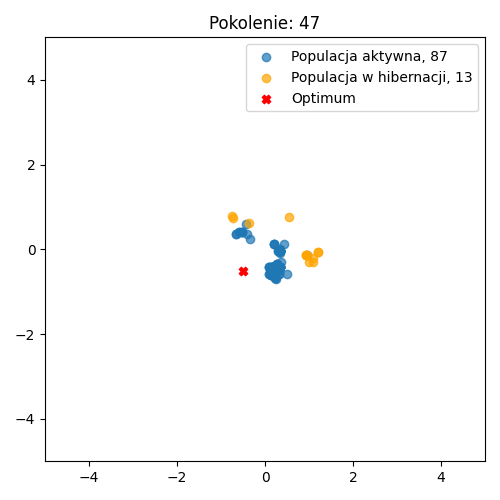 Pokolenie: 47
Populacja aktywna, 87
Populacja w hibernacji, 13
Optimum
4
2
0
−2
−4
−4 −2 0 2 4